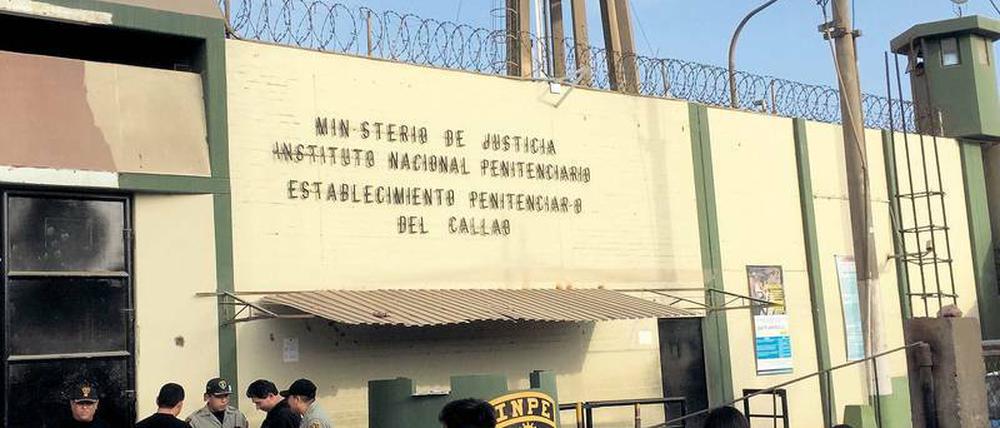 MIN STERIO DE JUSTICIA
INSTITUTO NACIONAL PENITENCIARIO
ESTABLECIMIENTO PENITENCIAR O
DEL CALLAO
INPE